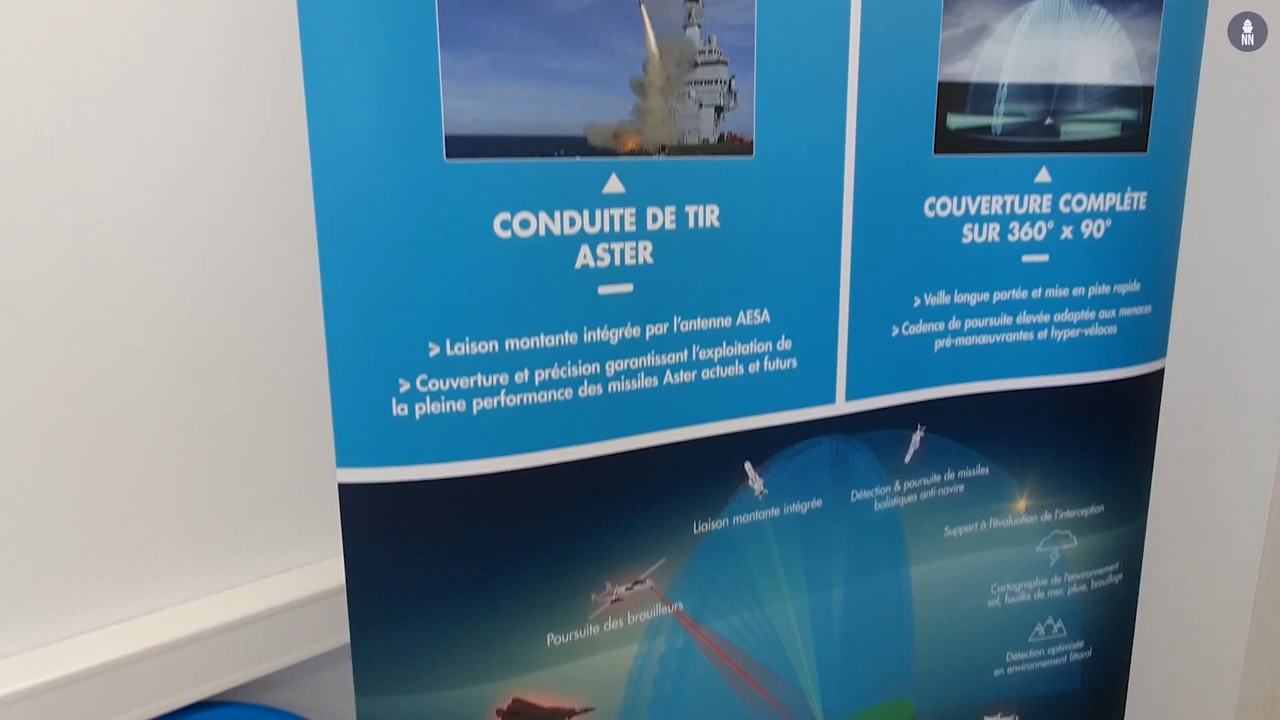 NN
CONDUITE DE TIR
ASTER
> Liaison montante intégrée par l'antenne AESA
> Couverture et précision garantissant l'exploitation de
la pleine performance des missiles Aster actuels et futurs
COUVERTURE COMPLÈTE
SUR 360° x 90°
> Veille longue portée et mise en piste rapide
> Cadence de poursuite élevée adaptée aux menaces
pré-manœuvrantes et hyper-véloces
Liaison montante intégrée
Détection & poursuite de missiles
balistiques anti-navire
Support à l'évaluation de l'interception
Cartographie de l'environnement :
sol, fouillis de mer, pluie, brouillage
Poursuite des brouilleurs
Détection optimisée
en environnement littoral